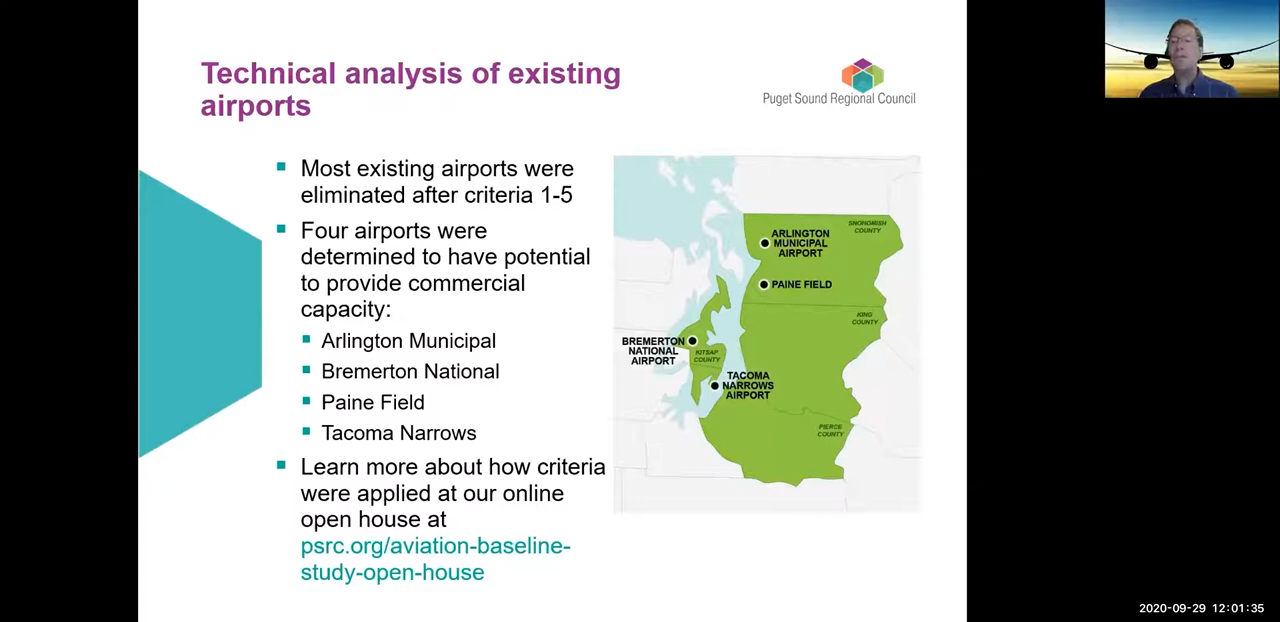 Technical analysis of existing
airports
Puget Sound Regional Council
Most existing airports were
eliminated after criteria 1-5
Four airports were
determined to have potential
to provide commercial
capacity:
Arlington Municipal
Bremerton National
Paine Field
Tacoma Narrows
Learn more about how criteria
were applied at our online
open house at
psrc.org/aviation-baseline-
study-open-house
SNOHOMISH
COUNTY
ARLINGTON
MUNICIPAL
AIRPORT
PAINE FIELD
KING
COUNTY
BREMERTON
NATIONAL
AIRPORT
KITSAP
COUNTY
TACOMA
NARROWS
AIRPORT
PIERCE
COUNTY
2020-09-29 12:01:35